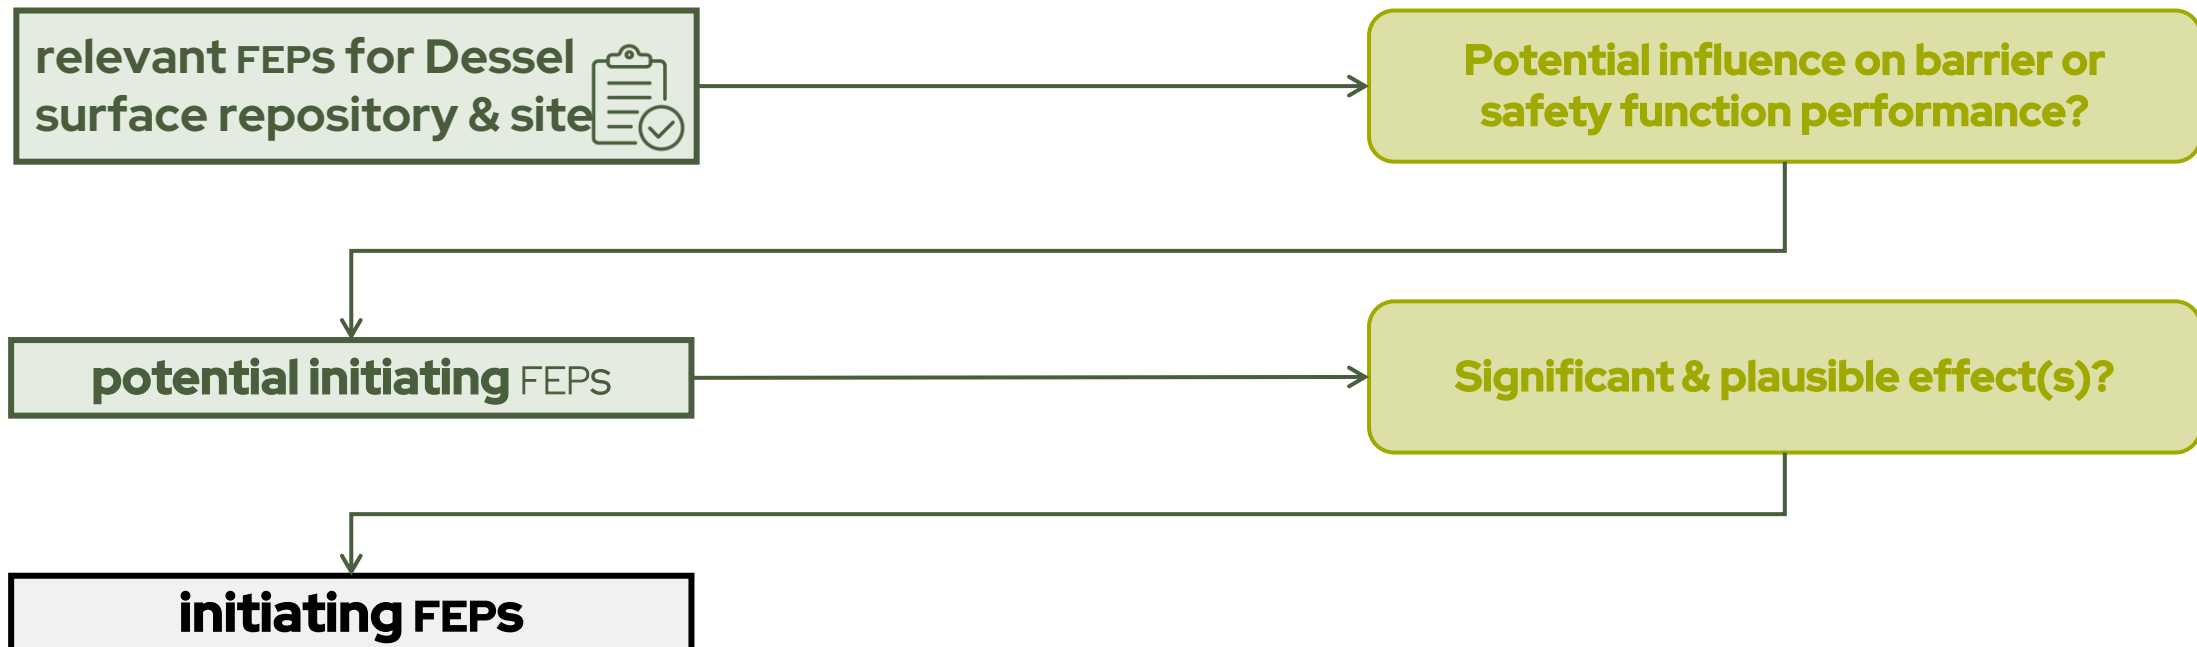 relevant FEPs for Dessel
surface repository & site
Potential influence on barrier or
safety function performance?
potential initiating FEPs
Significant & plausible effect(s)?
initiating FEPs